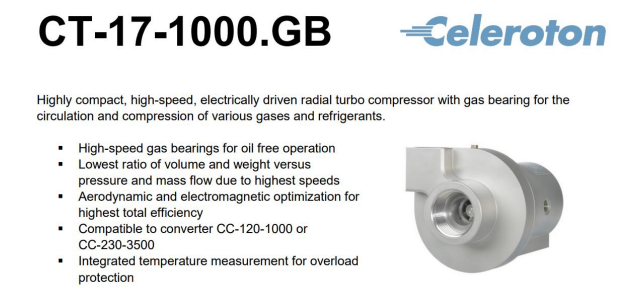 CT-17-1000.GB
Celeroton
Highly compact, high-speed, electrically driven radial turbo compressor with gas bearing for the
circulation and compression of various gases and refrigerants.
▪ High-speed gas bearings for oil free operation
▪ Lowest ratio of volume and weight versus
pressure and mass flow due to highest speeds
▪ Aerodynamic and electromagnetic optimization for
highest total efficiency
▪ Compatible to converter CC-120-1000 or
CC-230-3500
▪ Integrated temperature measurement for overload
protection